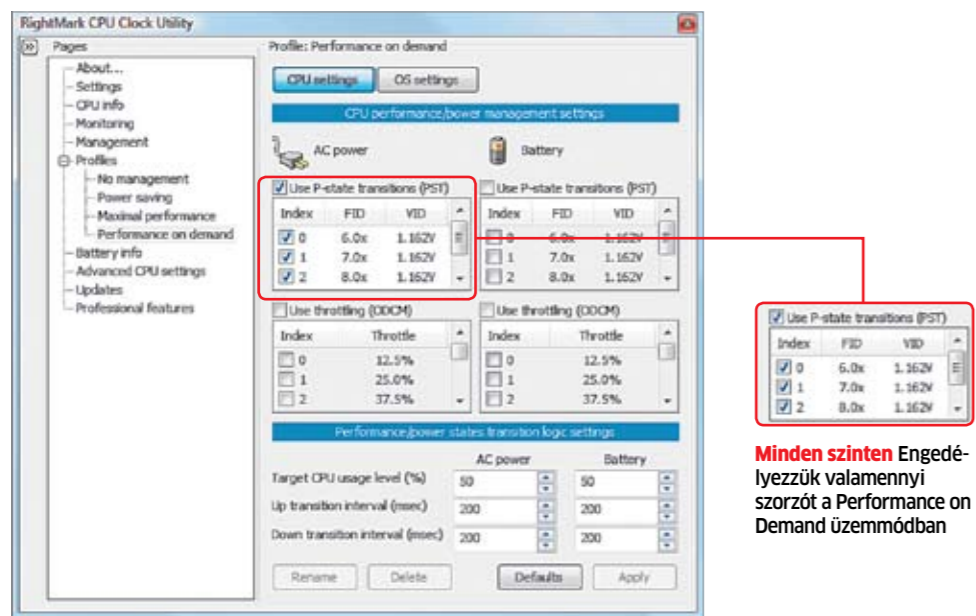 RightMark CPU Clock Utility
Pages
About...
Settings
CPU info
Monitoring
Management
Profiles
No management
Power saving
Maximal performance
Performance on demand
Battery info
Advanced CPU settings
Updates
Professional features
Profile: Performance on demand
CPU settings
OS settings
CPU performance/power management settings
AC power
Battery
Use P-state transitions (PST)
Index FID VID
0 6.0x 1.162V
1 7.0x 1.162V
2 8.0x 1.162V
Use P-state transitions (PST)
Index FID VID
0 6.0x 1.162V
1 7.0x 1.162V
2 8.0x 1.162V
Use throttling (ODCM)
Index Throttle
0 12.5%
1 25.0%
2 37.5%
Use throttling (ODCM)
Index Throttle
0 12.5%
1 25.0%
2 37.5%
Performance/power states transition logic settings
AC power Battery
Target CPU usage level (%) 50 50
Up transition interval (msec) 200 200
Down transition interval (msec) 200 200
Rename Delete Defaults Apply
Use P-state transitions (PST)
Index FID VID
0 6.0x 1.162V
1 7.0x 1.162V
2 8.0x 1.162V
Minden szinten Engedé-
lyezzük valamennyi
szorzót a Performance on
Demand üzemmódban